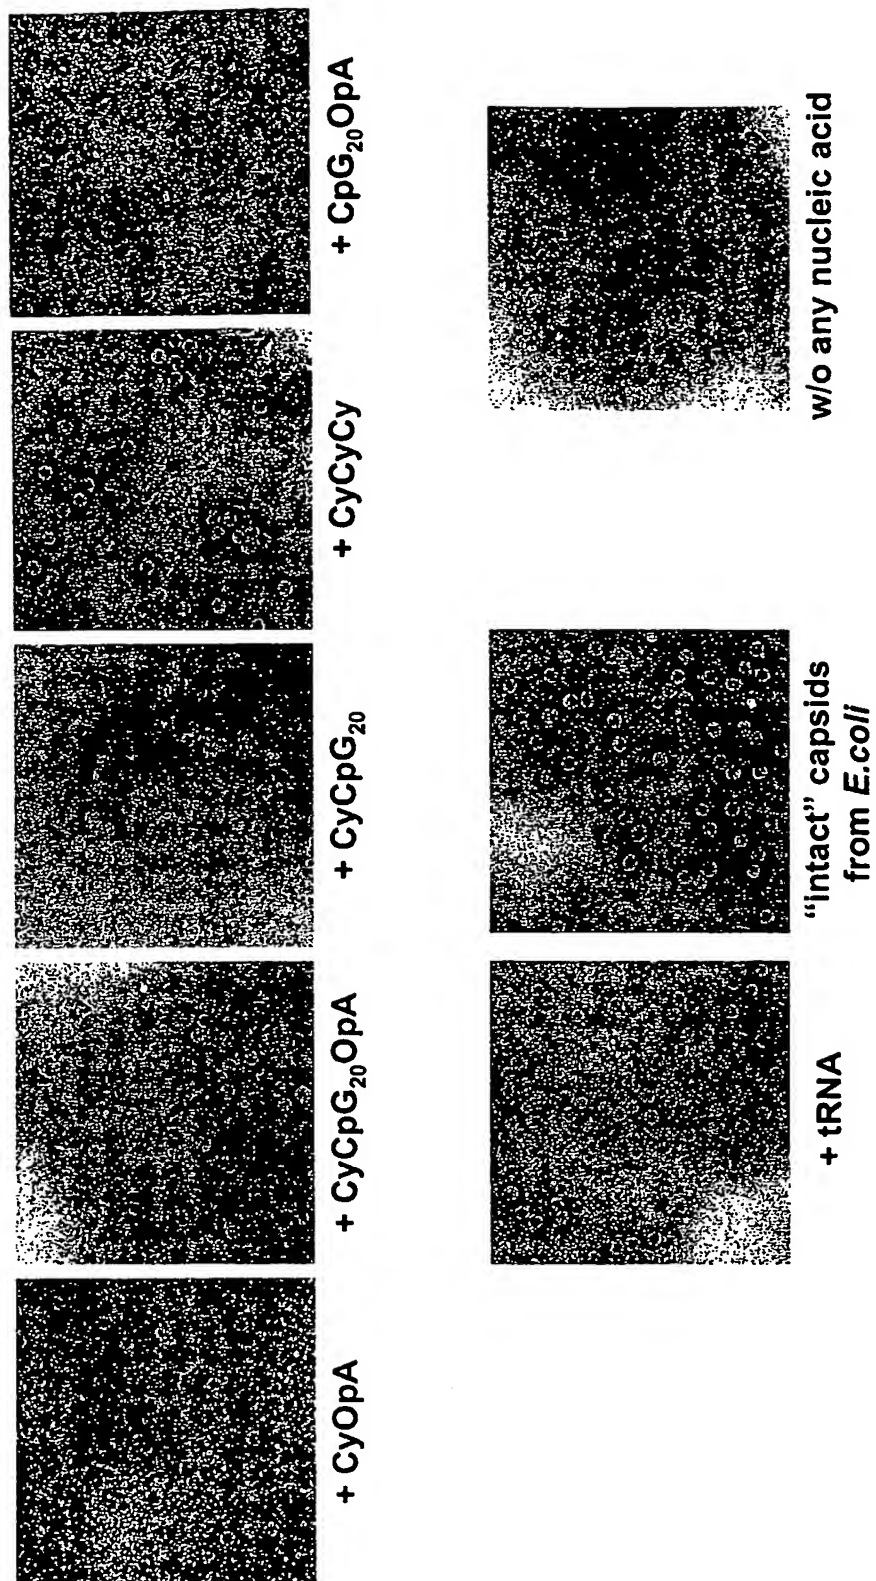 + CyOpA
+ CyCpG₂₀OpA
+ CyCpG₂₀
+ CyCyCy
+ CpG₂₀OpA
+ tRNA
"intact" capsids
from E.coli
w/o any nucleic acid